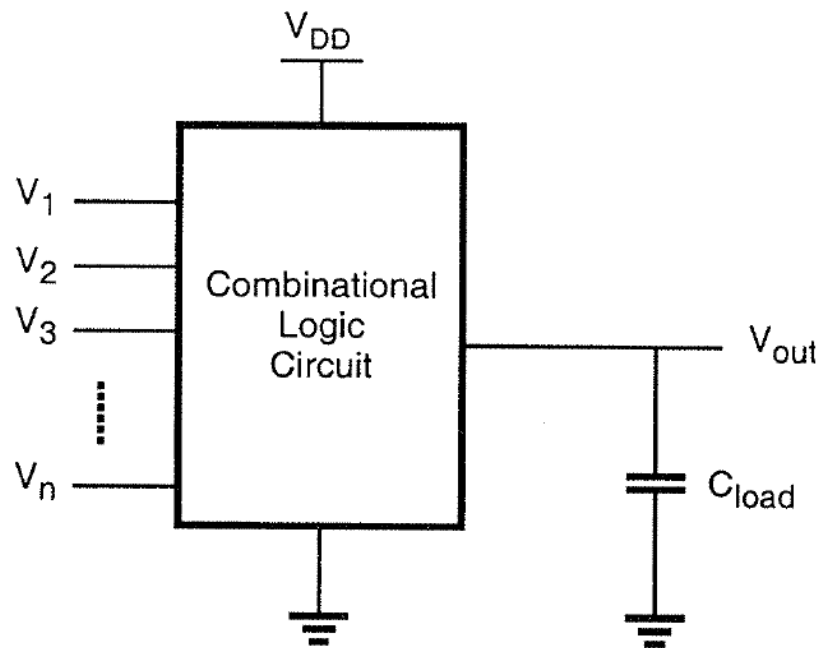 V_DD
V_1
V_2
V_3
V_n
Combinational
Logic
Circuit
V_out
C_load